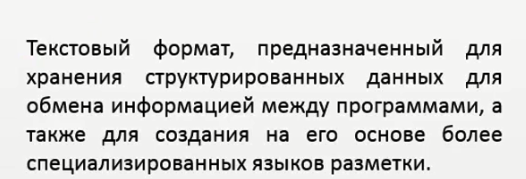 Текстовый формат, предназначенный для
хранения структурированных данных для
обмена информацией между программами, а
также для создания на его основе более
специализированных языков разметки.